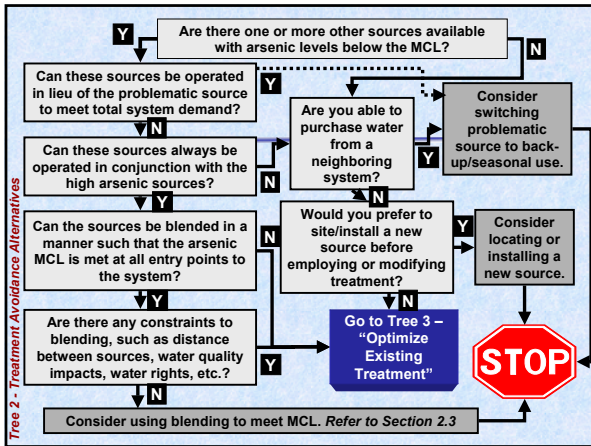 Are there one or more other sources available
with arsenic levels below the MCL?
Y
N
Can these sources be operated
in lieu of the problematic source
to meet total system demand?
Y
N
Are you able to
purchase water
from a
neighboring
system?
Y
N
Consider
switching
problematic
source to back-
up/seasonal use.
Can these sources always be
operated in conjunction with the
high arsenic sources?
N
Y
Can the sources be blended in a
manner such that the arsenic
MCL is met at all entry points to
the system?
N
Y
Would you prefer to
site/install a new
source before
employing or modifying
treatment?
Y
N
Consider
locating or
installing
a new source.
Are there any constraints to
blending, such as distance
between sources, water quality
impacts, water rights, etc.?
Y
N
Go to Tree 3 –
“Optimize
Existing
Treatment”
STOP
Consider using blending to meet MCL. Refer to Section 2.3
Tree 2 - Treatment Avoidance Alternatives